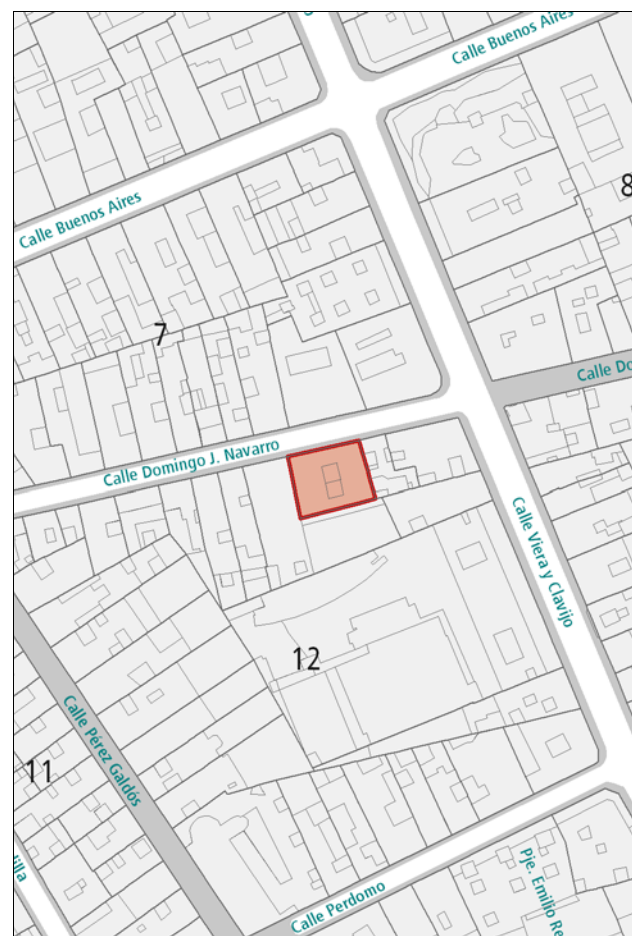 Calle Buenos Aires
8
Calle Buenos Aires
7
Calle Do
Calle Domingo J. Navarro
Calle Viera y Clavijo
12
Calle Pérez Galdós
11
illa
Pje. Emilio Re
Calle Perdomo